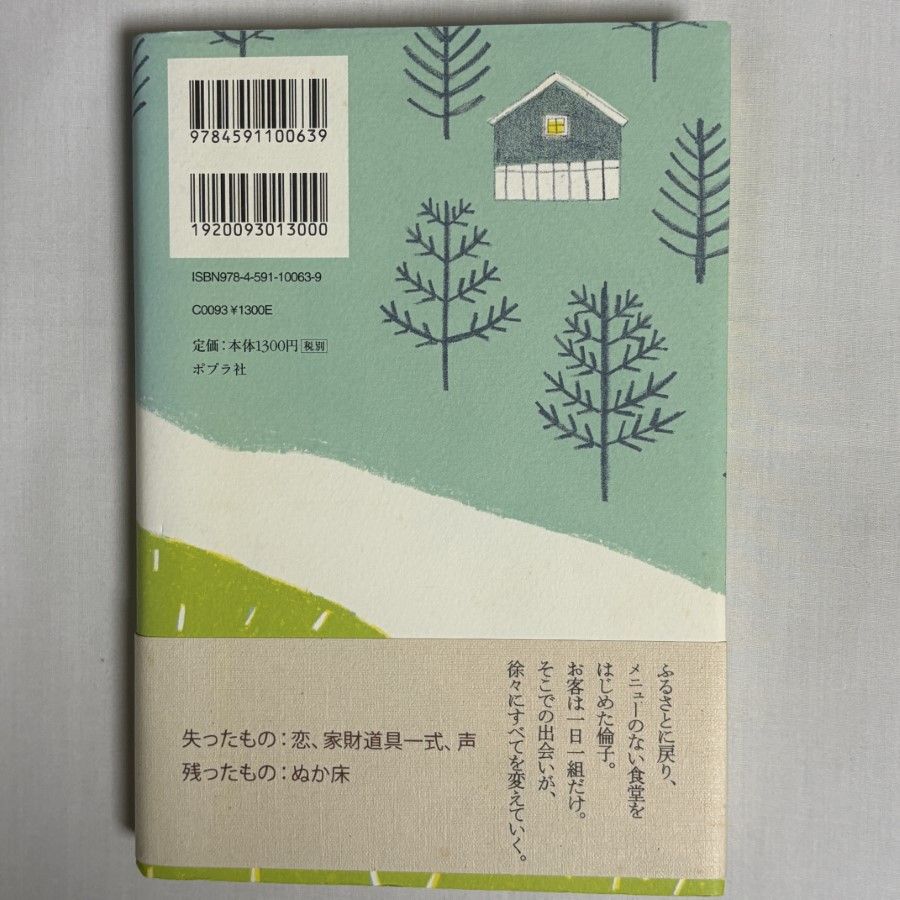 9784591100639
1920093013000
ISBN978-4-591-10063-9
C0093 ¥1300E
定価：本体1300円 税別
ポプラ社
ふるさとに戻り、
メニューのない食堂を
はじめた倫子。
お客は一日一組だけ。
そこでの出会いが、
徐々にすべてを変えていく。
失ったもの：恋、家財道具一式、声
残ったもの：ぬか床